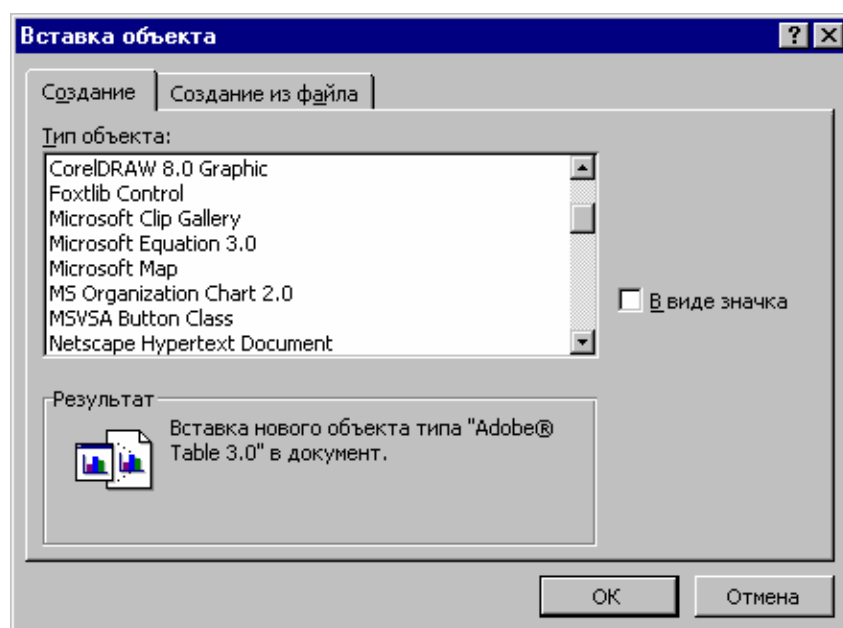 Вставка объекта
Создание
Создание из файла
Тип объекта:
CorelDRAW 8.0 Graphic
Foxtlib Control
Microsoft Clip Gallery
Microsoft Equation 3.0
Microsoft Map
MS Organization Chart 2.0
MSVSA Button Class
Netscape Hypertext Document
В виде значка
Результат
Вставка нового объекта типа "Adobe®
Table 3.0" в документ.
ОК
Отмена